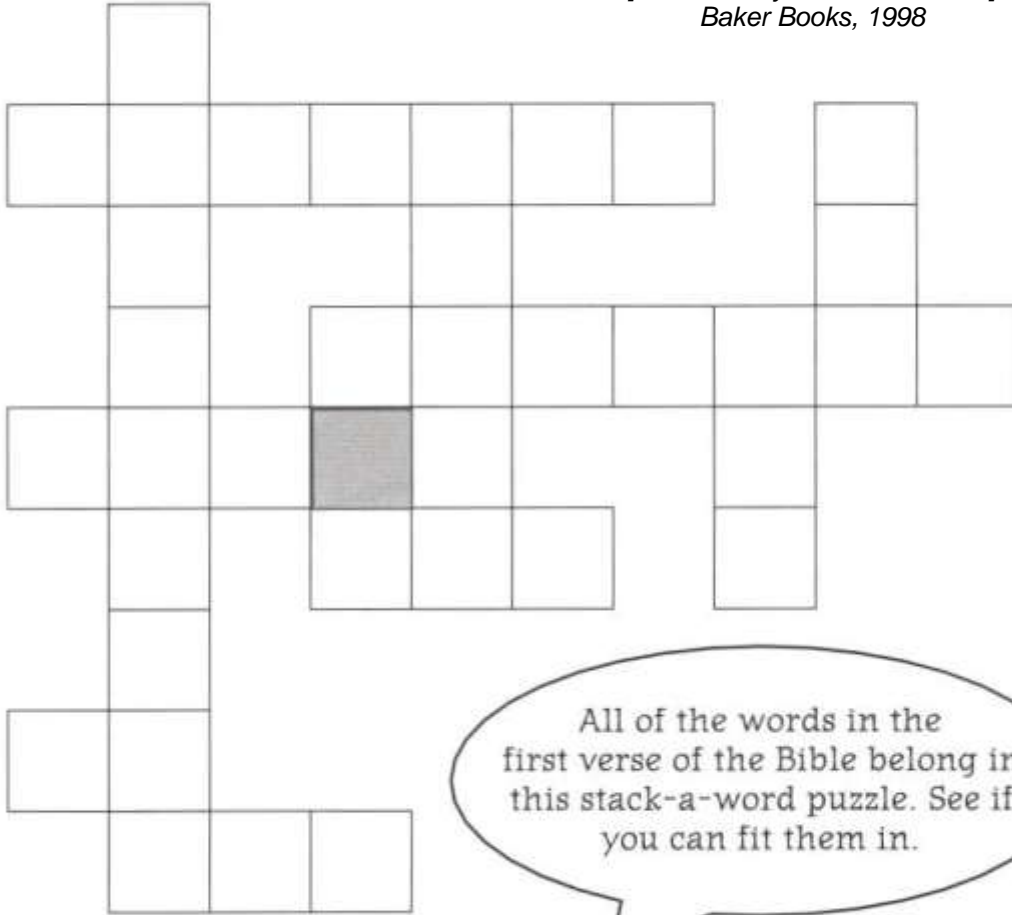 Baker Books, 1998
All of the words in the
first verse of the Bible belong in
this stack-a-word puzzle. See if
you can fit them in.